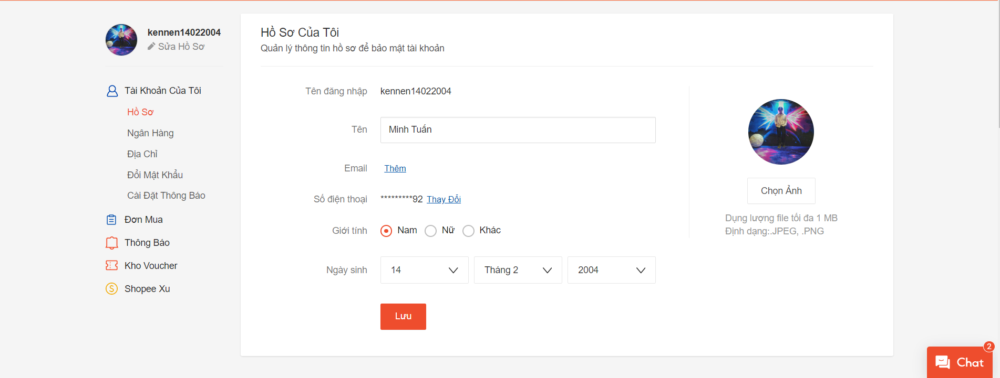 kennen14022004
Sửa Hồ Sơ
Tài Khoản Của Tôi
Hồ Sơ
Ngân Hàng
Địa Chỉ
Đổi Mật Khẩu
Cài Đặt Thông Báo
Đơn Mua
Thông Báo
Kho Voucher
Shopee Xu
Hồ Sơ Của Tôi
Quản lý thông tin hồ sơ để bảo mật tài khoản
Tên đăng nhập kennen14022004
Tên Minh Tuấn
Email Thêm
Số điện thoại *********92 Thay Đổi
Giới tính Nam Nữ Khác
Ngày sinh 14 Tháng 2 2004
Lưu
Chọn Ảnh
Dụng lượng file tối đa 1 MB
Định dạng:.JPEG, .PNG
2
Chat